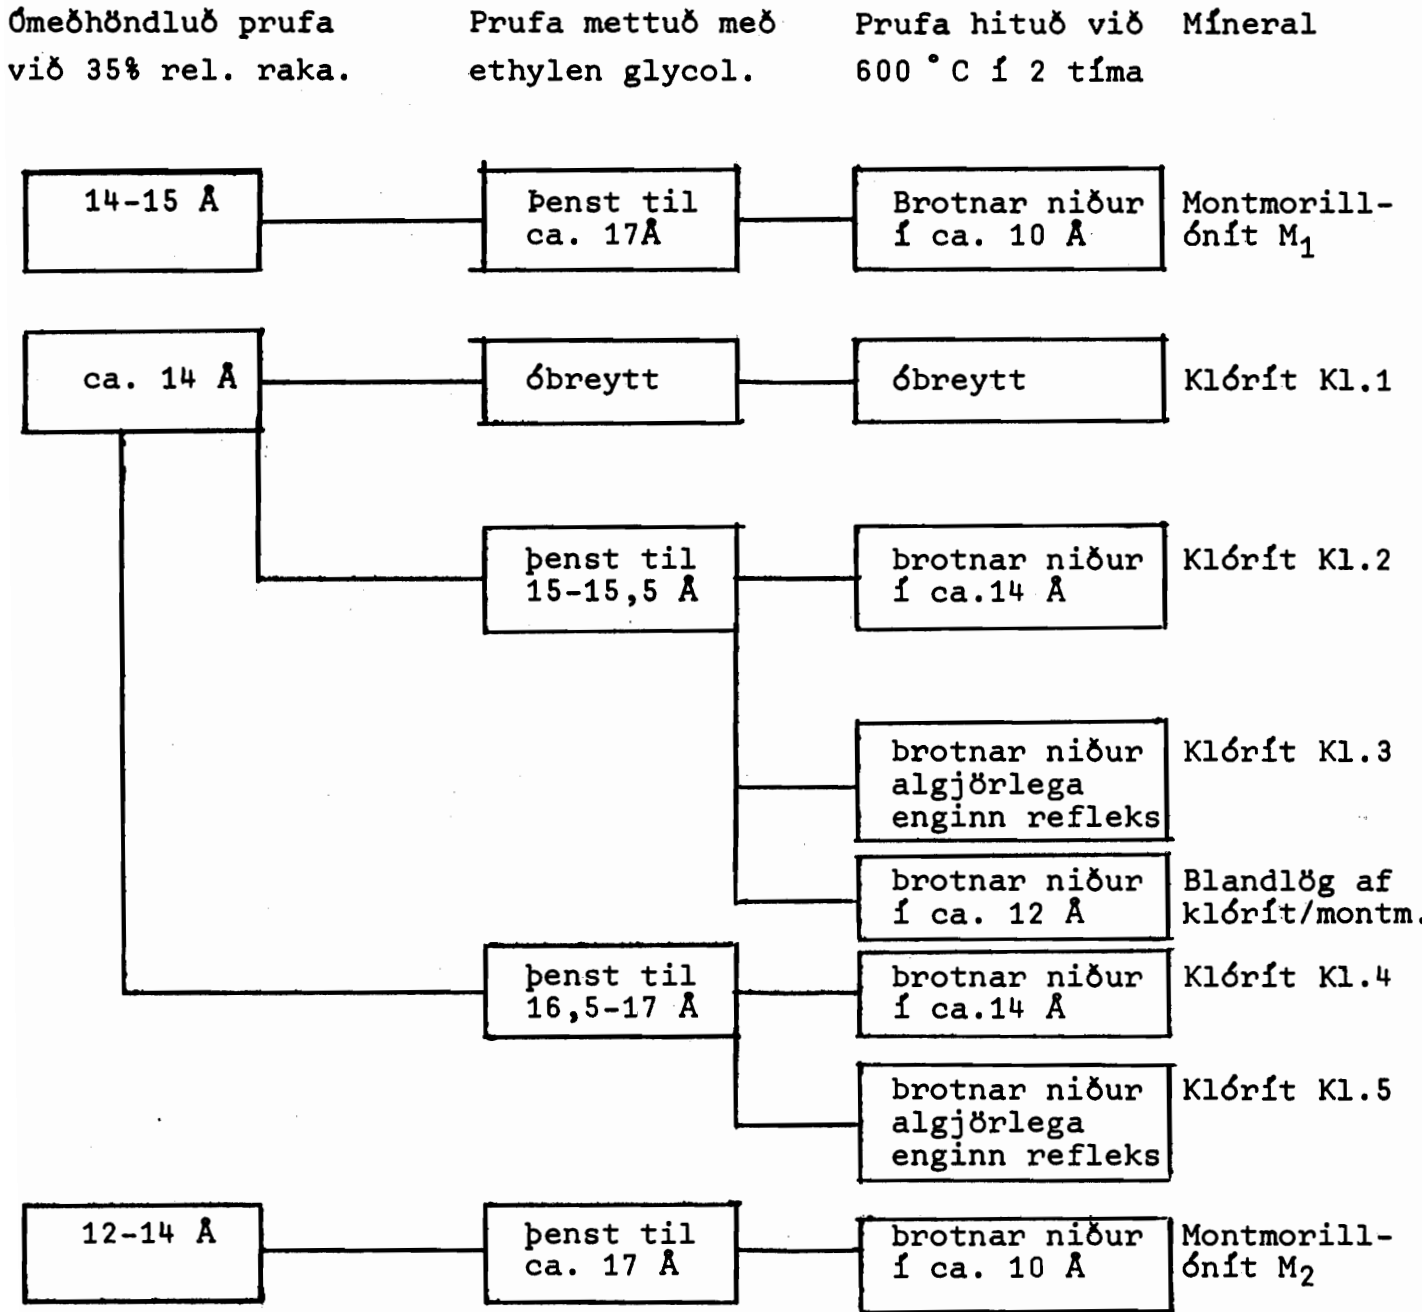 Ómeðhöndluð prufa
við 35% rel. raka.
Prufa mettuð með
ethylen glycol.
Prufa hituð við
600 °C í 2 tíma
Míneral
14-15 Å
Þenst til
ca. 17Å
Brotnar niður
í ca. 10 Å
Montmorill-
ónít M₁
ca. 14 Å
óbreytt
óbreytt
Klórít Kl.1
þenst til
15-15,5 Å
brotnar niður
í ca.14 Å
Klórít Kl.2
brotnar niður
algjörlega
enginn refleks
Klórít Kl.3
brotnar niður
í ca. 12 Å
Blandlög af
klórít/montm.
þenst til
16,5-17 Å
brotnar niður
í ca.14 Å
Klórít Kl.4
brotnar niður
algjörlega
enginn refleks
Klórít Kl.5
12-14 Å
þenst til
ca. 17 Å
brotnar niður
í ca. 10 Å
Montmorill-
ónít M₂